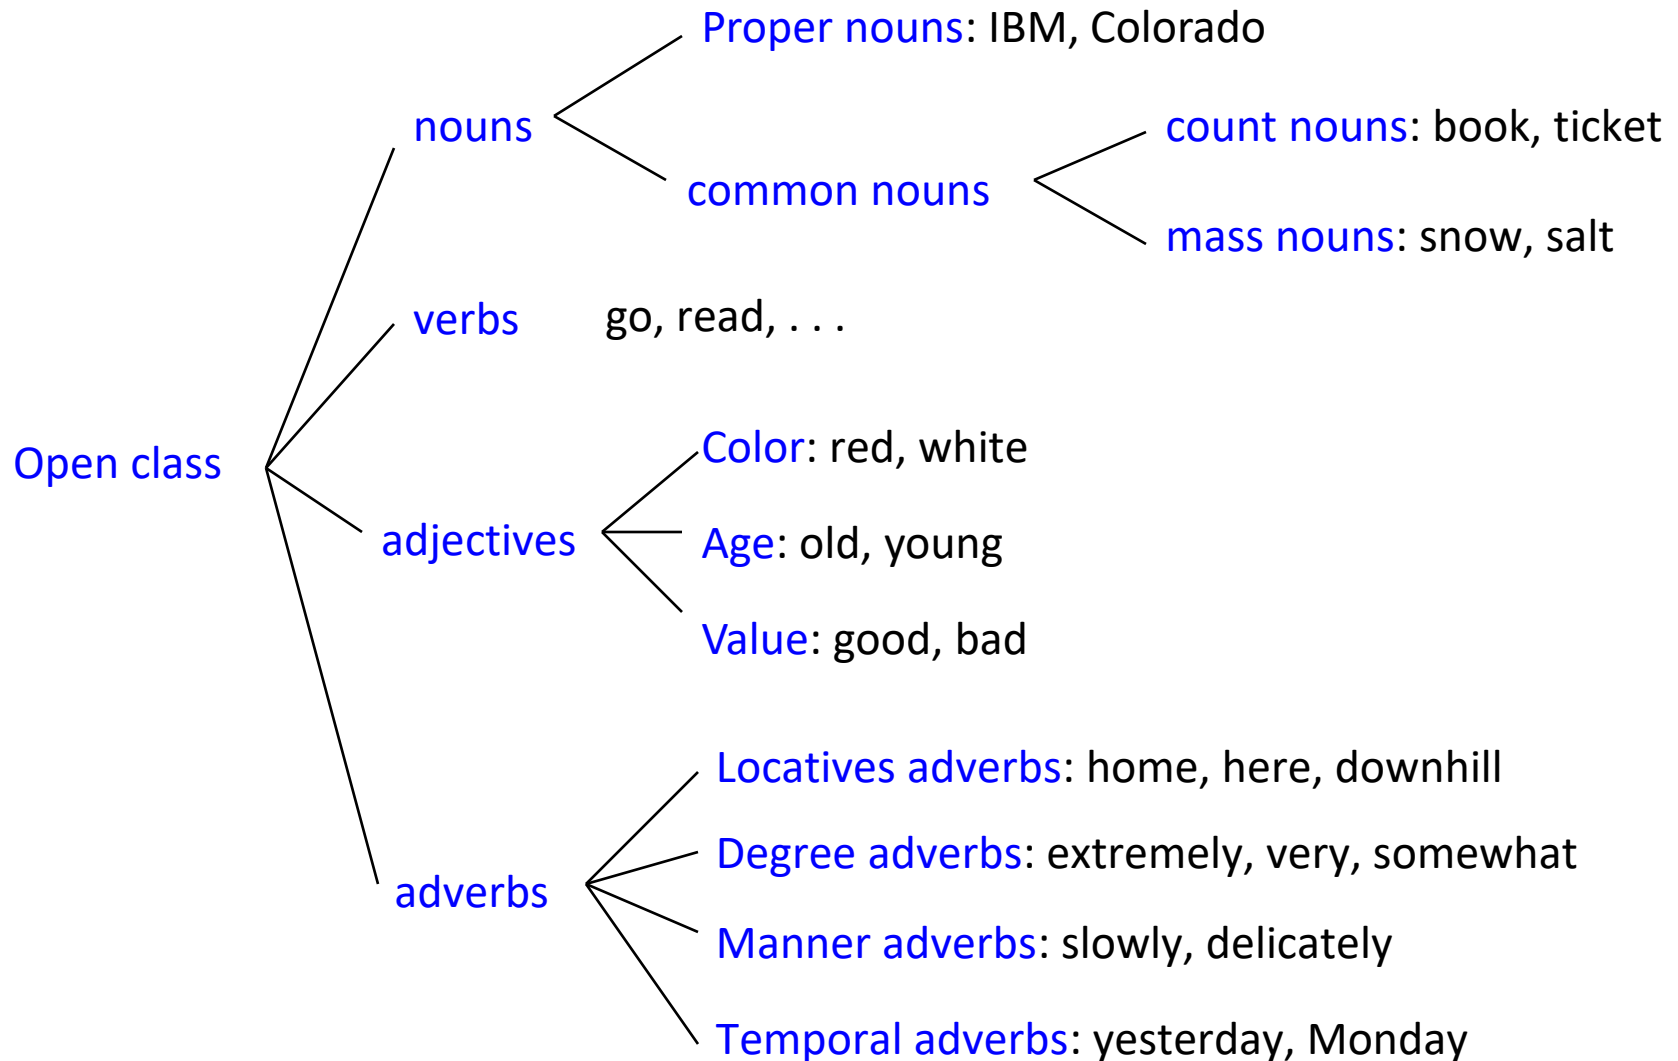 Proper nouns: IBM, Colorado
nouns
count nouns: book, ticket
common nouns
mass nouns: snow, salt
verbs go, read, . . .
Color: red, white
Open class
adjectives
Age: old, young
Value: good, bad
Locatives adverbs: home, here, downhill
Degree adverbs: extremely, very, somewhat
adverbs
Manner adverbs: slowly, delicately
Temporal adverbs: yesterday, Monday